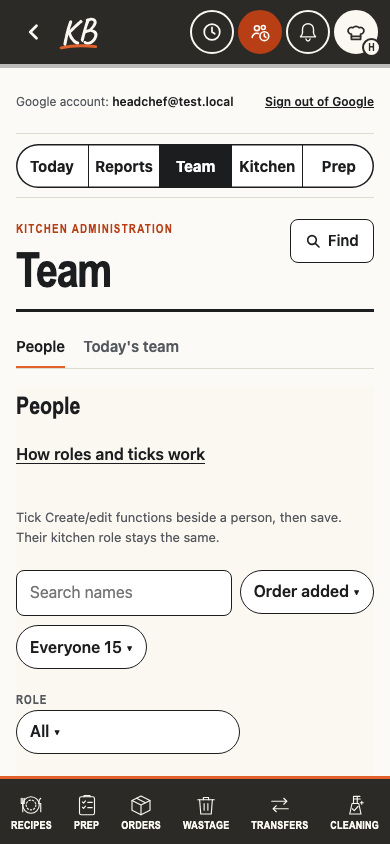 KB
Google account: headchef@test.local Sign out of Google
Today Reports Team Kitchen Prep
KITCHEN ADMINISTRATION
Team
Find
People Today's team
People
How roles and ticks work
Tick Create/edit functions beside a person, then save.
Their kitchen role stays the same.
Search names Order added ▾
Everyone 15 ▾
ROLE
All ▾
RECIPES PREP ORDERS WASTAGE TRANSFERS CLEANING